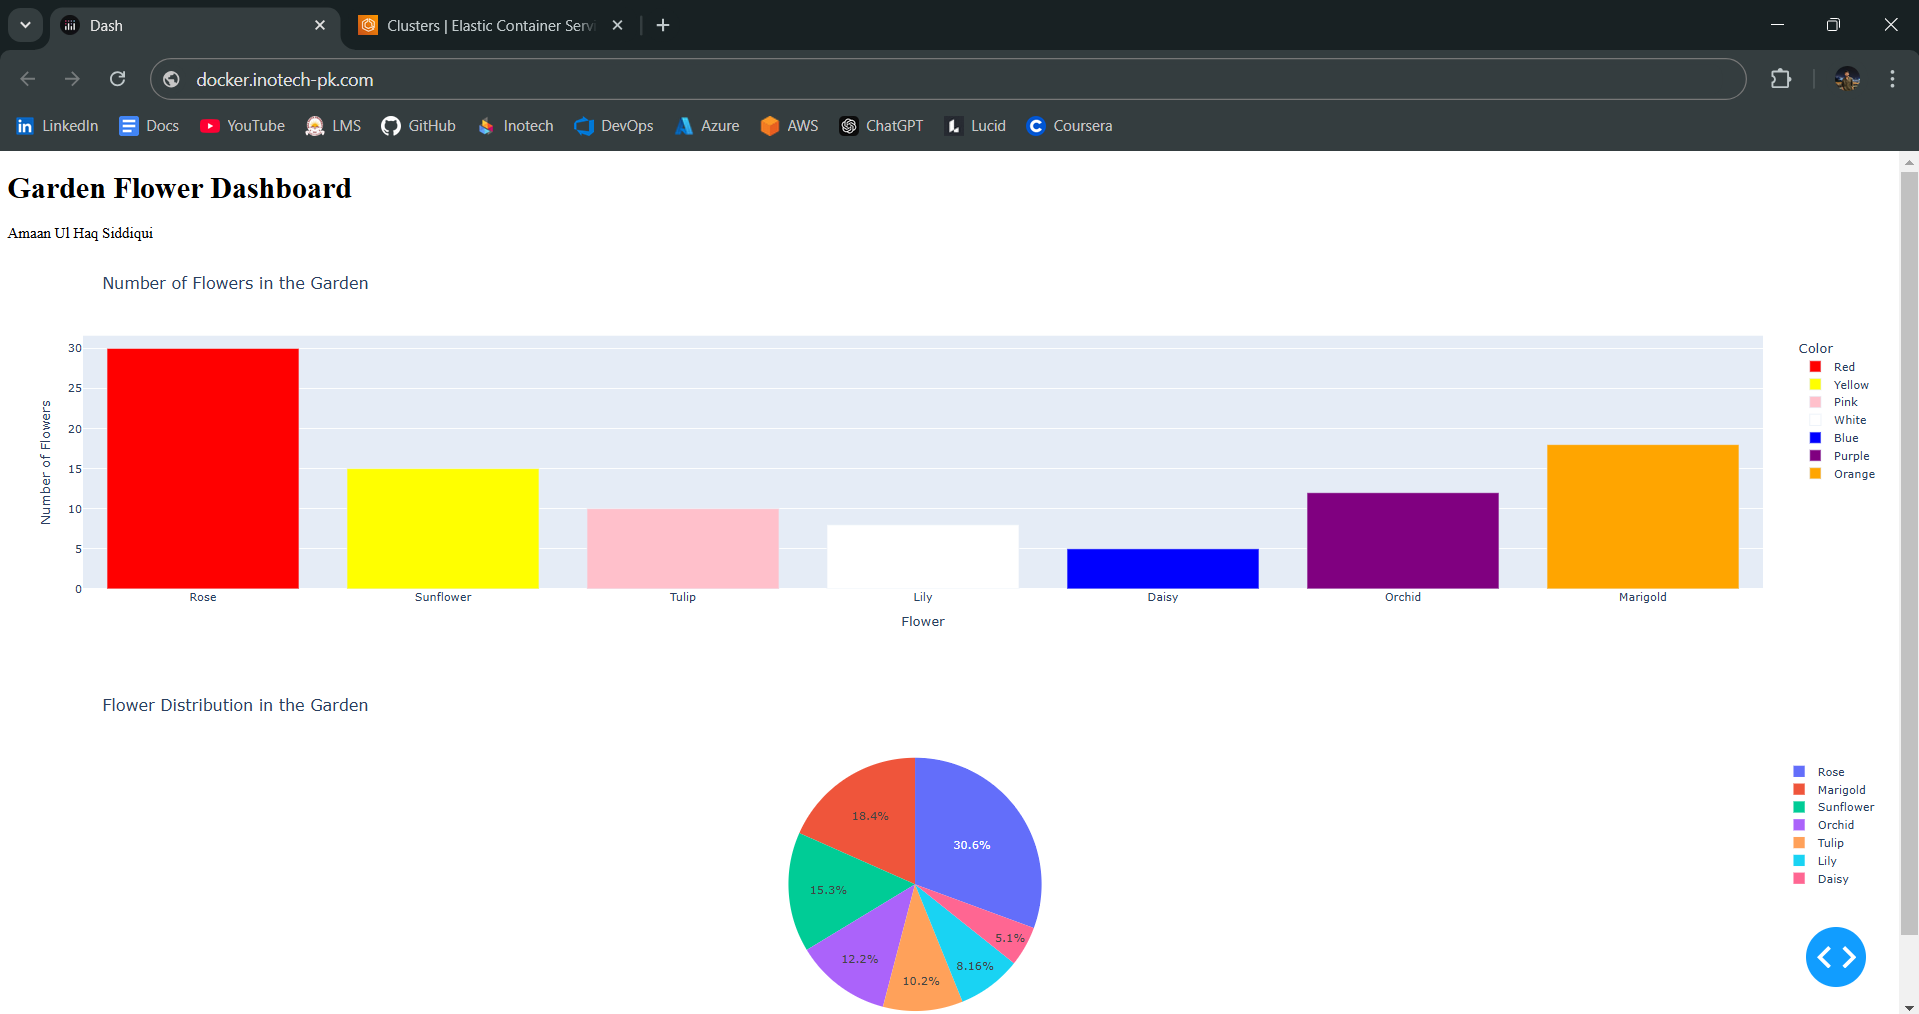 Dash
Clusters | Elastic Container Servi
docker.inotech-pk.com
LinkedIn Docs YouTube LMS GitHub Inotech DevOps Azure AWS ChatGPT Lucid Coursera
Garden Flower Dashboard
Amaan Ul Haq Siddiqui
Number of Flowers in the Garden
30
25
20
15
10
5
0
Number of Flowers
Rose Sunflower Tulip Lily Daisy Orchid Marigold
Flower
Color
Red
Yellow
Pink
White
Blue
Purple
Orange
Flower Distribution in the Garden
30.6%
18.4%
15.3%
12.2%
10.2%
8.16%
5.1%
Rose
Marigold
Sunflower
Orchid
Tulip
Lily
Daisy